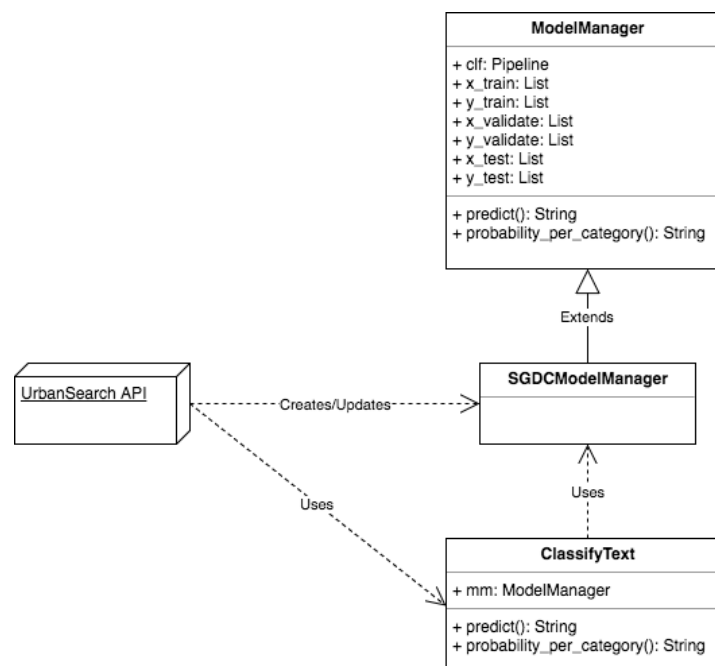 ModelManager
+ clf: Pipeline
+ x_train: List
+ y_train: List
+ x_validate: List
+ y_validate: List
+ x_test: List
+ y_test: List
+ predict(): String
+ probability_per_category(): String
Extends
UrbanSearch API
Creates/Updates
SGDCModelManager
Uses
Uses
ClassifyText
+ mm: ModelManager
+ predict(): String
+ probability_per_category(): String